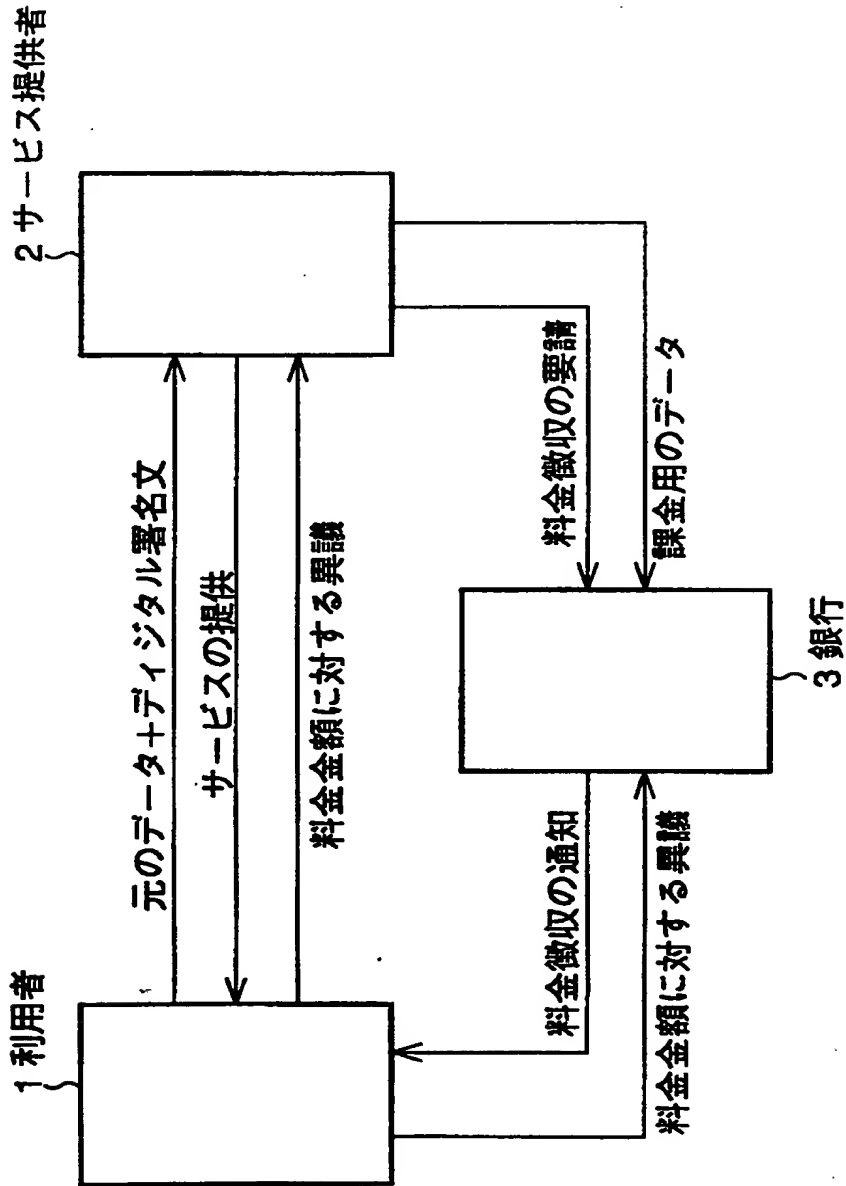 1 利用者
2 サービス提供者
元のデータ+ディジタル署名文
サービスの提供
料金金額に対する異議
料金徴収の通知
料金金額に対する異議
料金徴収の要請
課金用のデータ
3 銀行